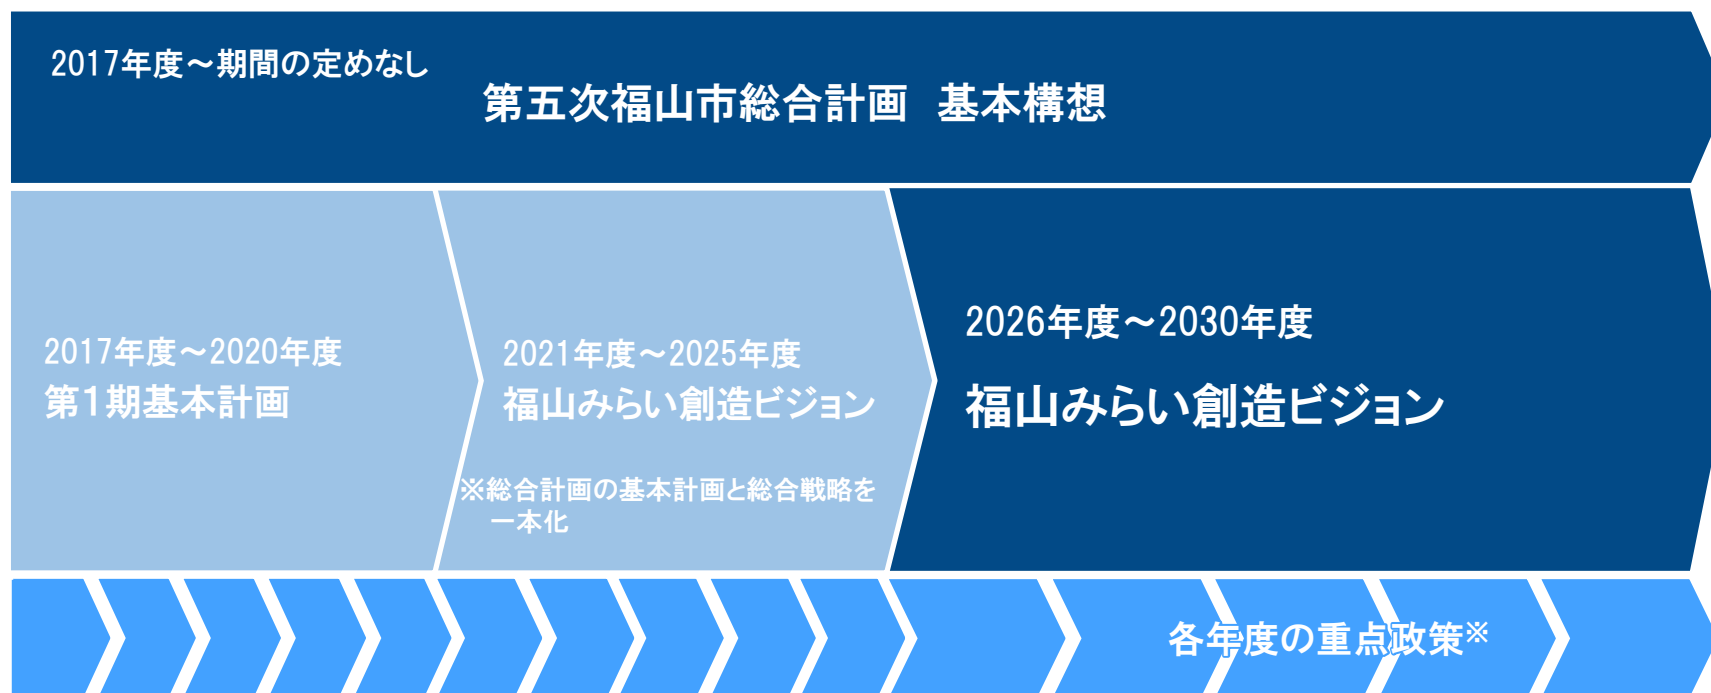 2017年度～期間の定めなし
第五次福山市総合計画　基本構想
2017年度～2020年度
第1期基本計画
2021年度～2025年度
福山みらい創造ビジョン
※総合計画の基本計画と総合戦略を
一本化
2026年度～2030年度
福山みらい創造ビジョン
各年度の重点政策※